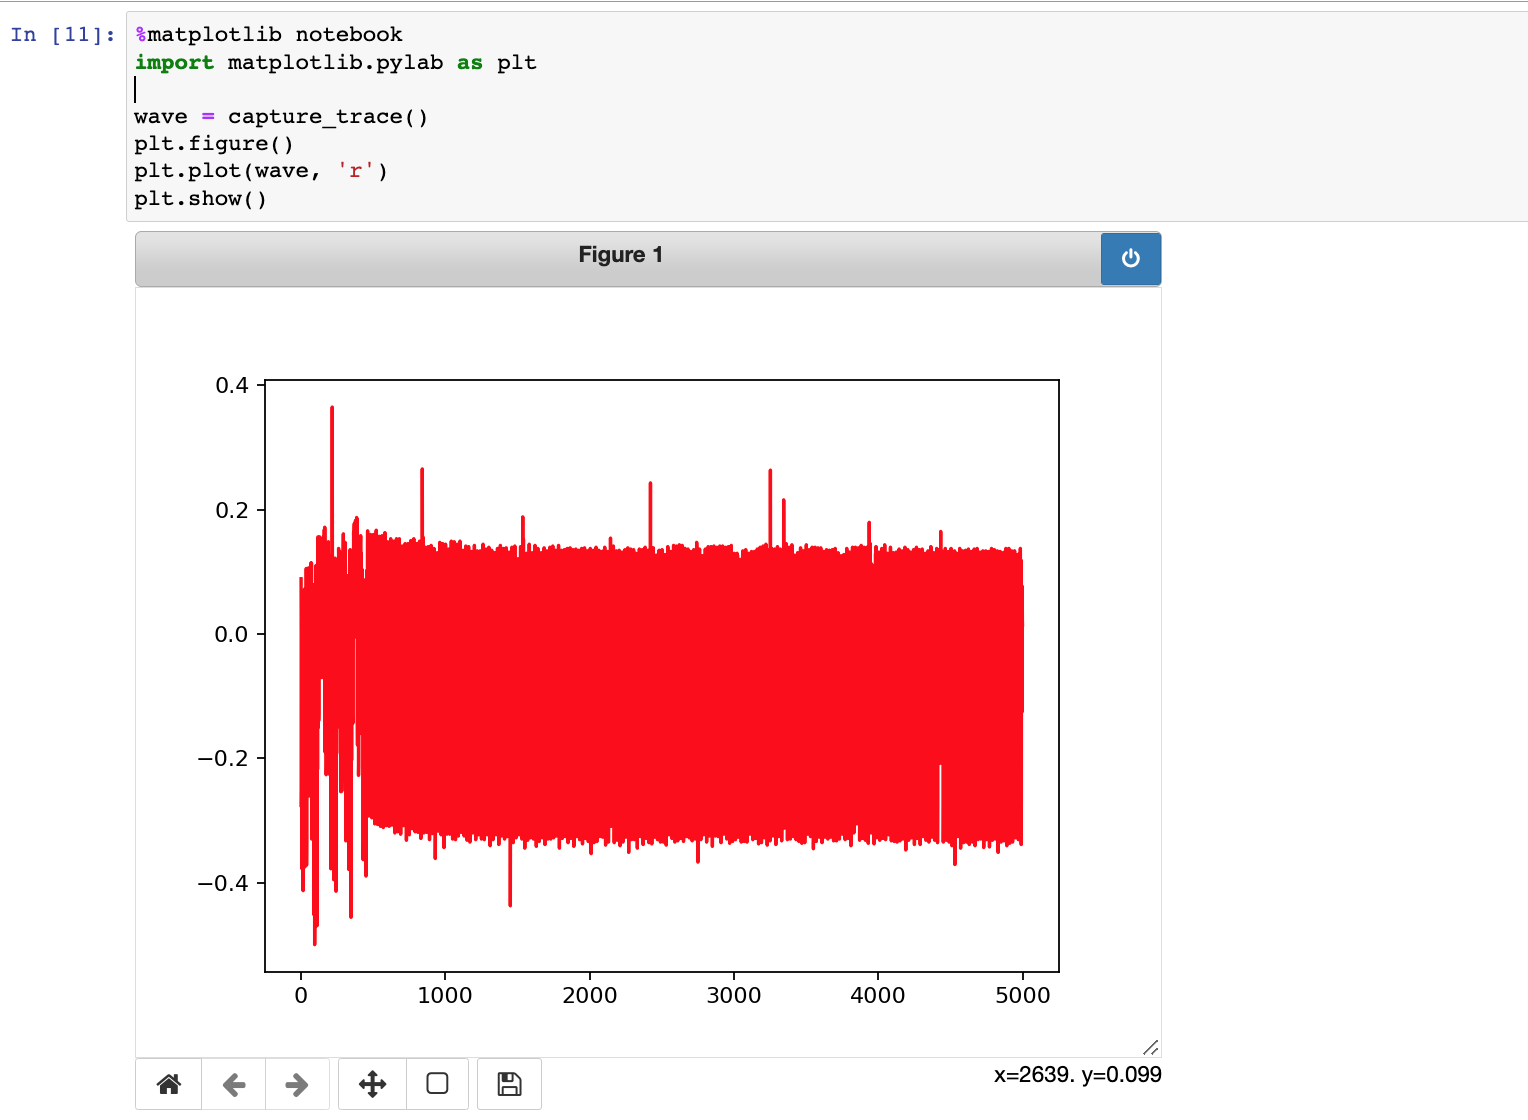 In [11]:
%matplotlib notebook
import matplotlib.pylab as plt
wave = capture_trace()
plt.figure()
plt.plot(wave, 'r')
plt.show()
Figure 1
0.4
0.2
0.0
−0.2
−0.4
0 1000 2000 3000 4000 5000
x=2639. y=0.099